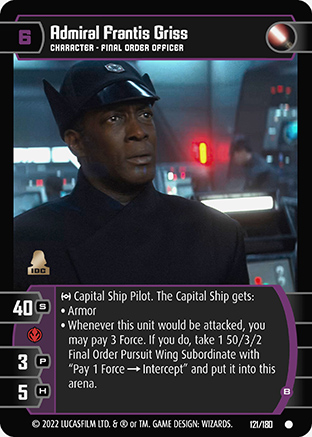 6
Admiral Frantis Griss
CHARACTER - FINAL ORDER OFFICER
IDC
40 S
3 P
5 H
Capital Ship Pilot. The Capital Ship gets:
• Armor
• Whenever this unit would be attacked, you
may pay 3 Force. If you do, take 1 50/3/2
Final Order Pursuit Wing Subordinate with
"Pay 1 Force → Intercept" and put it into this
arena.
B
© 2022 LUCASFILM LTD. & ® or TM. GAME DESIGN: WIZARDS.
121/180